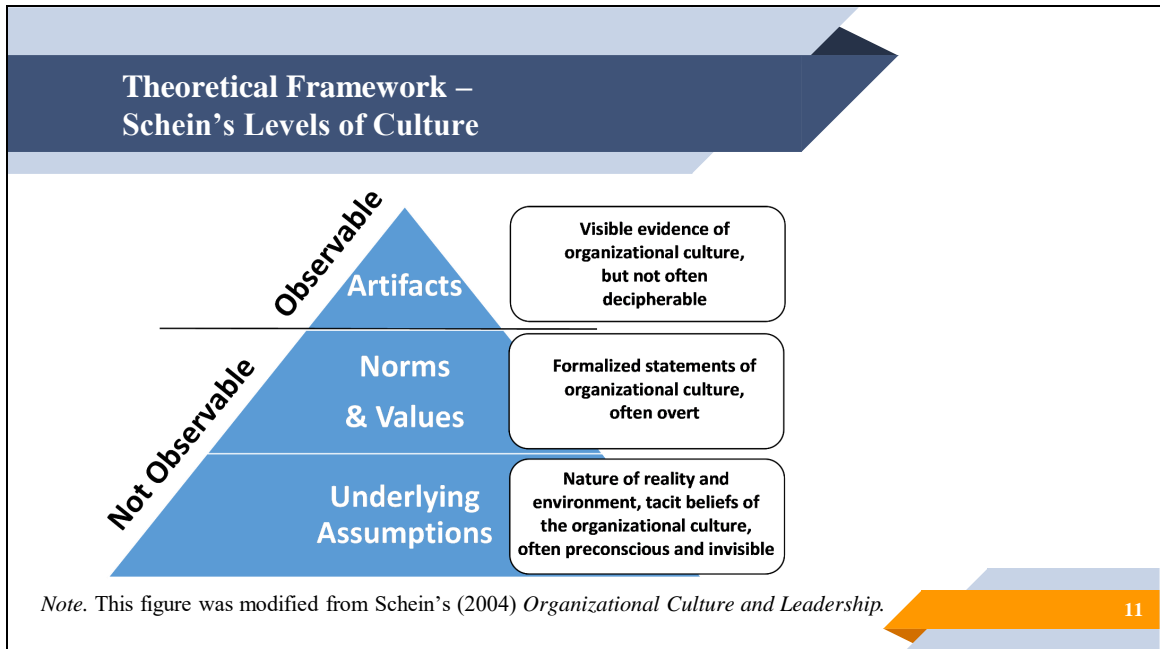 Theoretical Framework –
Schein’s Levels of Culture
Observable
Artifacts
Visible evidence of
organizational culture,
but not often
decipherable
Not Observable
Norms
& Values
Formalized statements of
organizational culture,
often overt
Underlying
Assumptions
Nature of reality and
environment, tacit beliefs of
the organizational culture,
often preconscious and invisible
Note. This figure was modified from Schein’s (2004) Organizational Culture and Leadership.
11